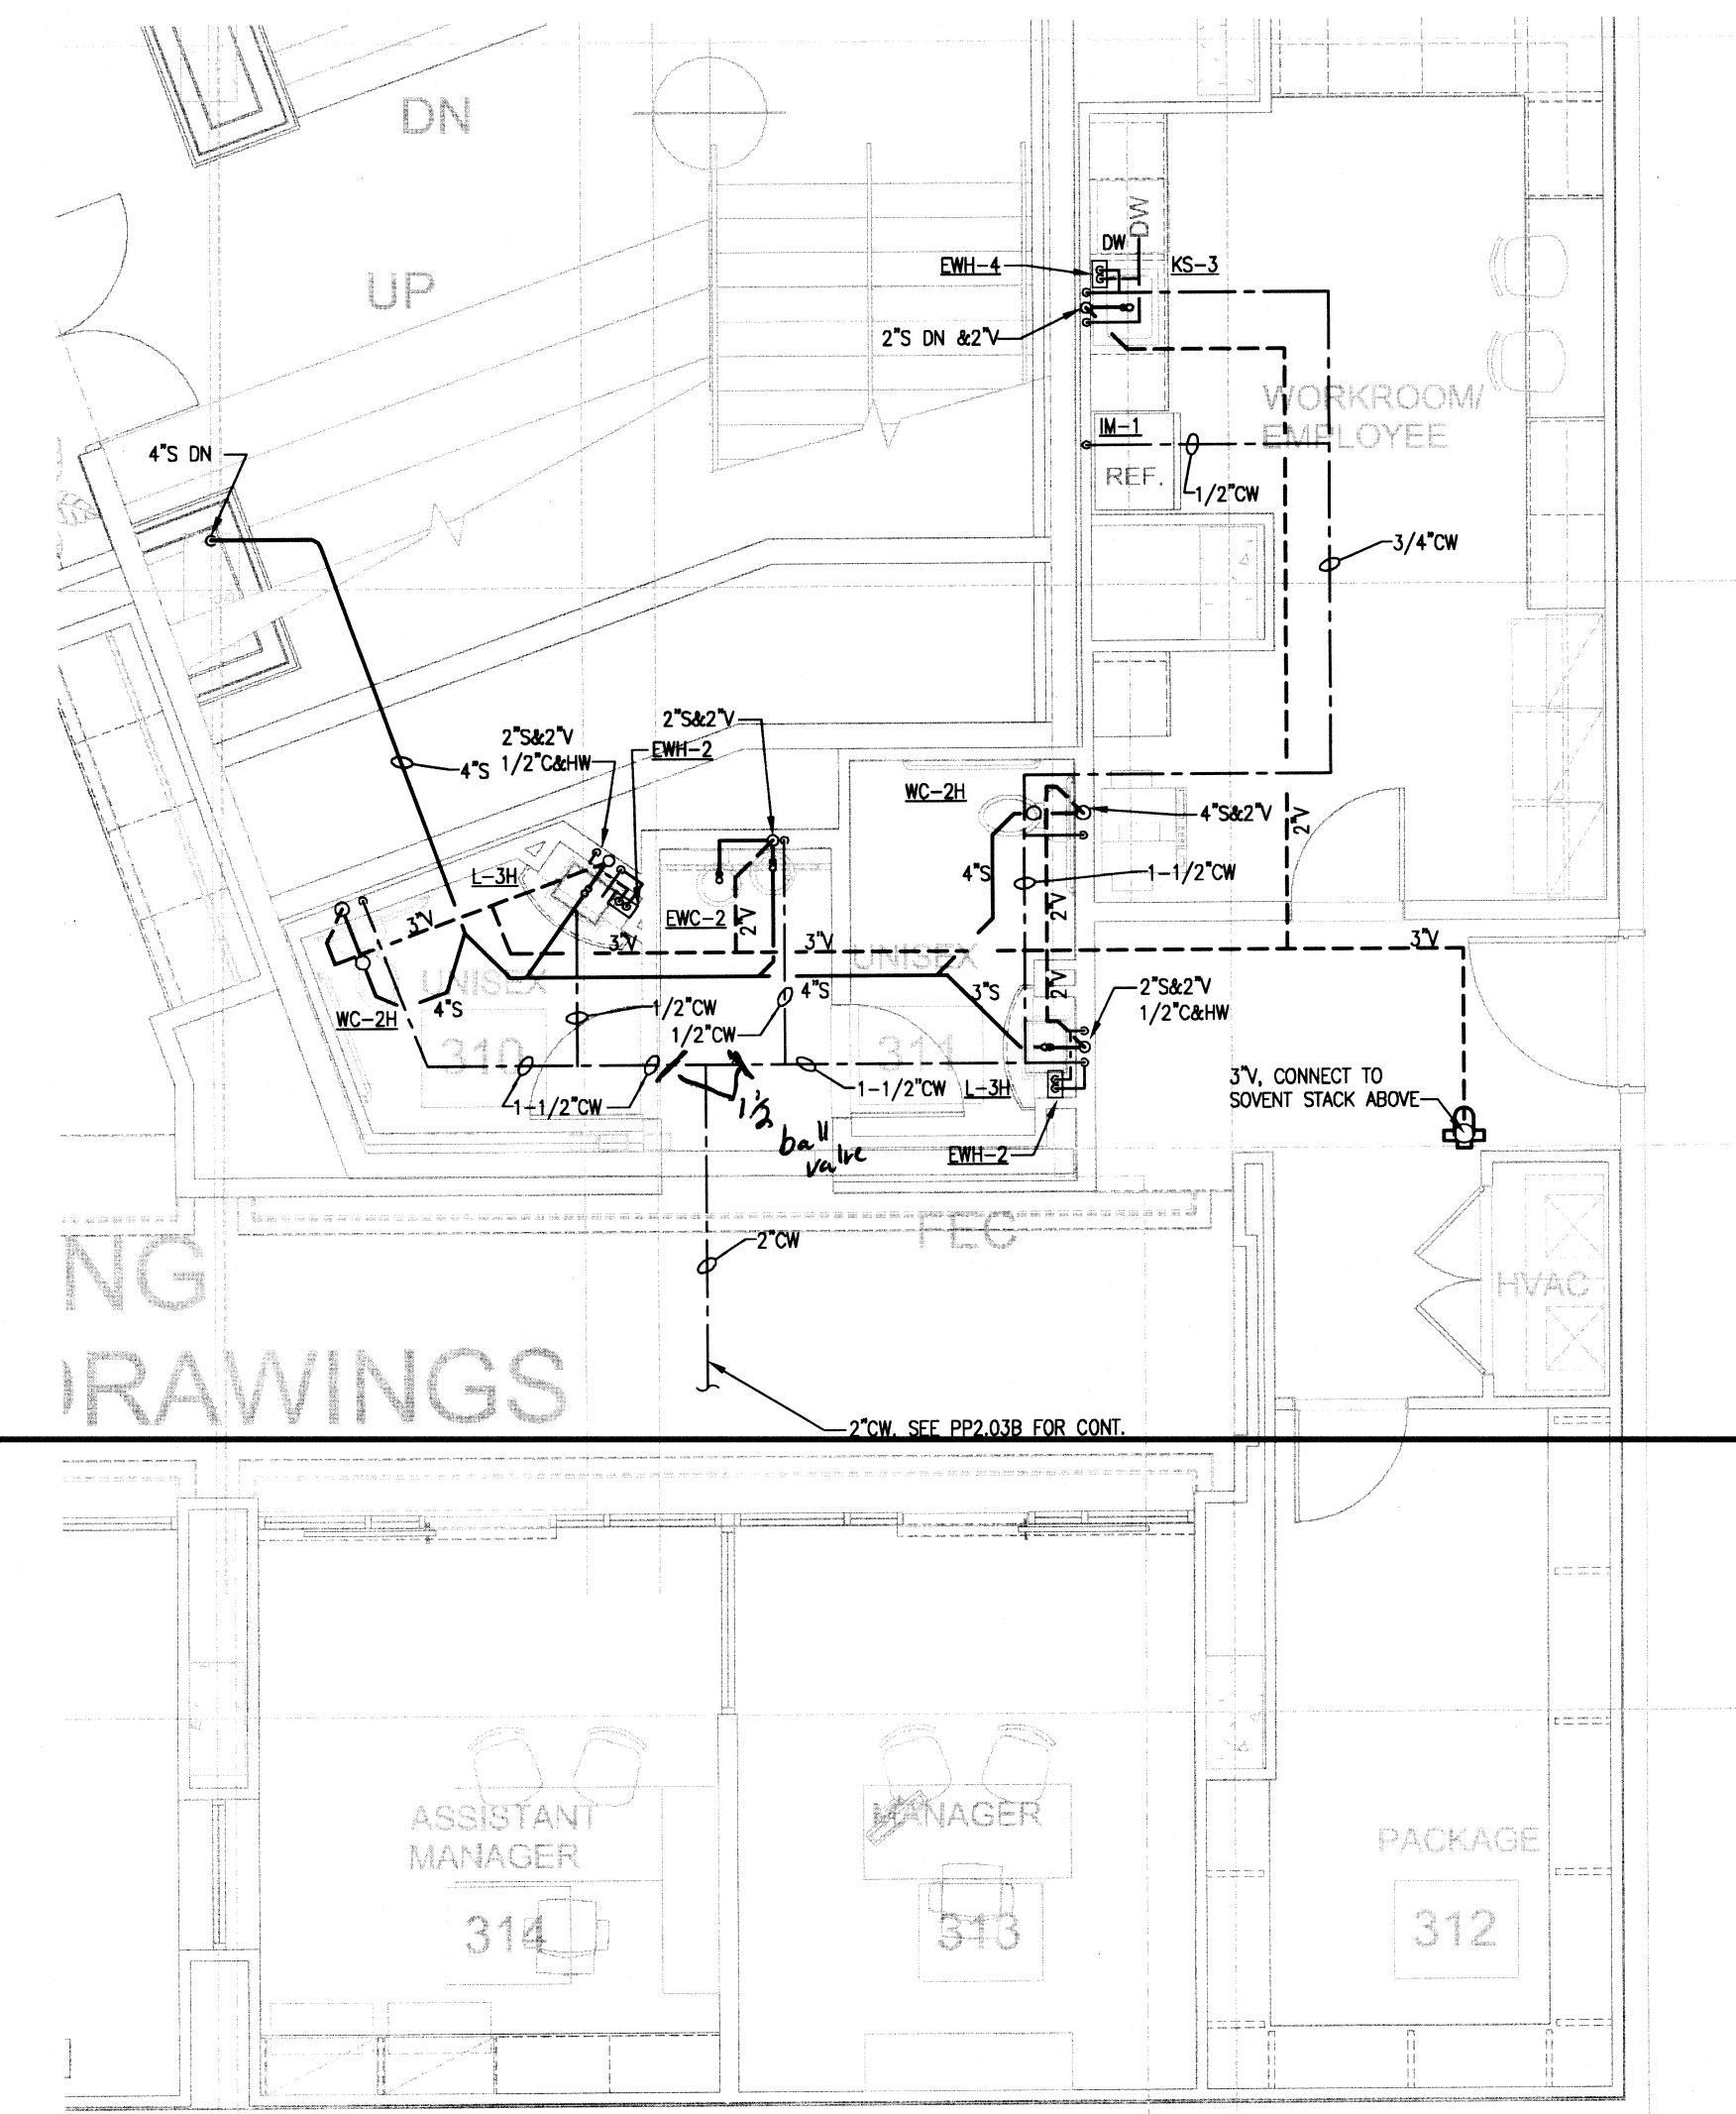 DN
UP
DW
DW
EWH-4
KS-3
2"S DN &2"V
WORKROOM/
EMPLOYEE
IM-1
REF.
1/2"CW
3/4"CW
4"S DN
2"S&2"V
1/2"C&HW
4"S
2"S&2"V
EWH-2
WC-2H
4"S&2"V
2"V
4"S
1-1/2"CW
L-3H
EWC-2
2"V
2"V
3"V
3"V
3"V
3"V
UNISEX
UNISEX
4"S
4"S
3"S
2"V
2"S&2"V
1/2"C&HW
WC-2H
1/2"CW
1/2"CW
310
311
1-1/2"CW
1-1/2"CW
L-3H
1 1/2
ball
valve
EWH-2
3"V, CONNECT TO
SOVENT STACK ABOVE
FEC
2"CW
NG
HVAC
DRAWINGS
2"CW, SEE PP2.03B FOR CONT.
ASSISTANT
MANAGER
MANAGER
PACKAGE
314
313
312